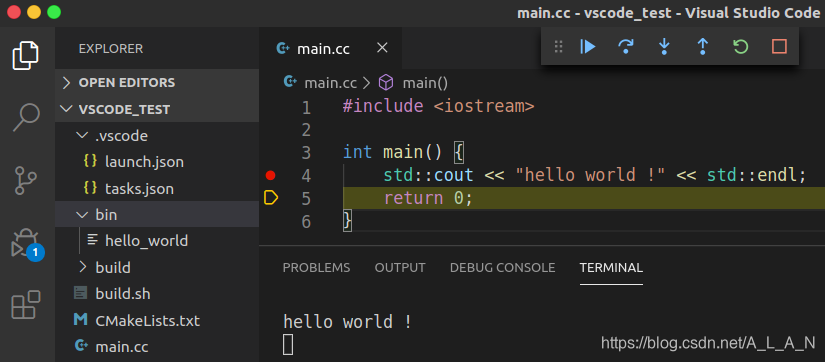 main.cc - vscode_test - Visual Studio Code
EXPLORER
OPEN EDITORS
VSCODE_TEST
.vscode
launch.json
tasks.json
bin
hello_world
build
build.sh
CMakeLists.txt
main.cc
1
main.cc
main.cc > main()
1 #include <iostream>
2
3 int main() {
4 std::cout << "hello world !" << std::endl;
5 return 0;
6 }
PROBLEMS OUTPUT DEBUG CONSOLE TERMINAL
hello world !
https://blog.csdn.net/A_L_A_N